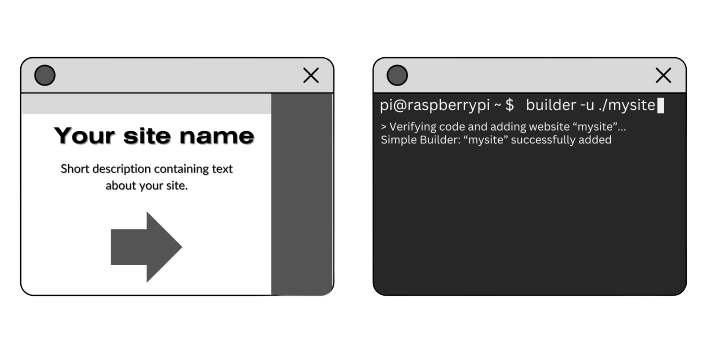 Your site name
Short description containing text
about your site.
pi@raspberrypi ~ $ builder -u ./mysite
> Verifying code and adding website “mysite”...
Simple Builder: “mysite” successfully added